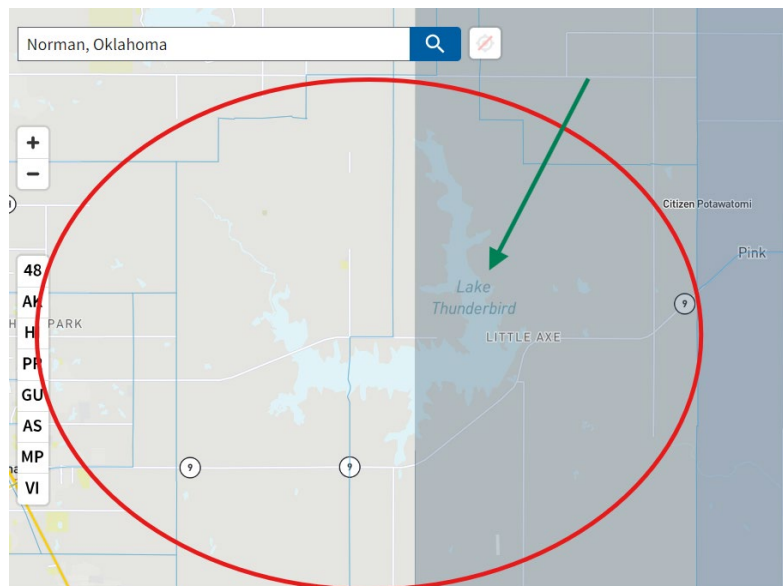 Norman, Oklahoma
+
−
48
AK
HI
PR
GU
AS
MP
VI
PARK
Citizen Potawatomi
Pink
Lake
Thunderbird
LITTLE AXE
9
9
9